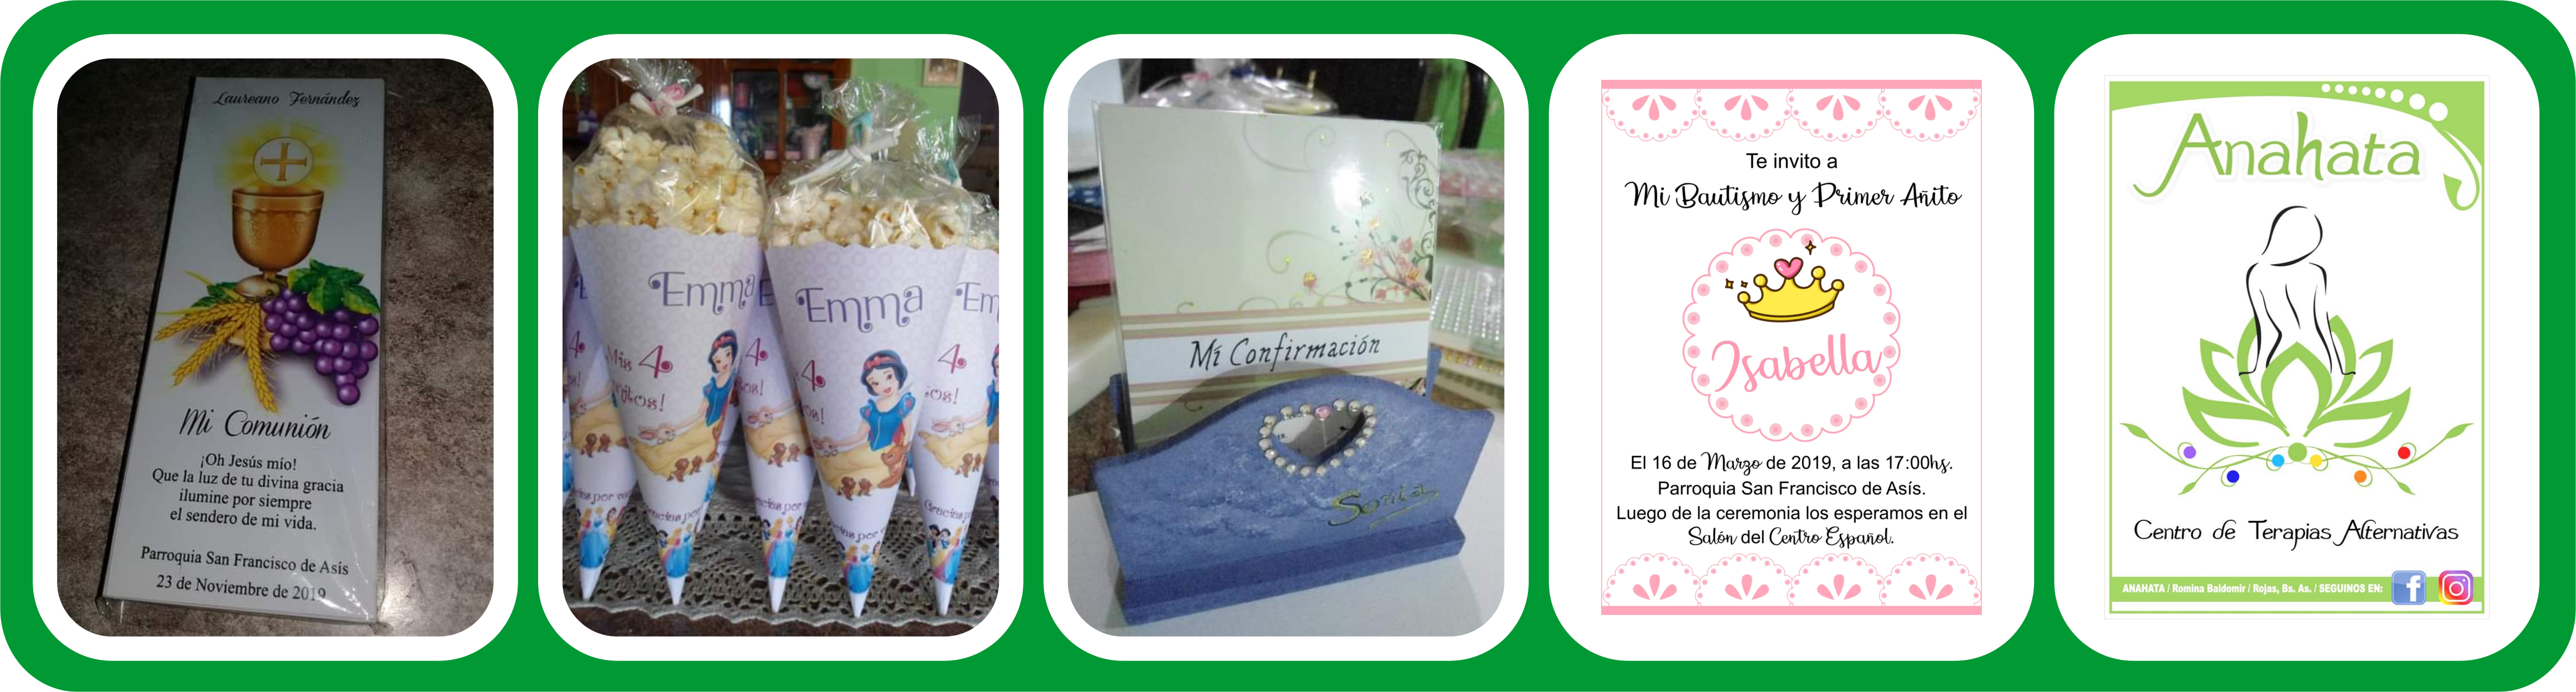 Laureano Fernández
Mi Comunión
¡Oh Jesús mío!
Que la luz de tu divina gracia
ilumine por siempre
el sendero de mi vida.
Parroquia San Francisco de Asís
23 de Noviembre de 2019
Emma
Emma
Em
Mis 4
4
4
4
Mi Confirmación
Sonia
Te invito a
Mi Bautismo y Primer Añito
Isabella
El 16 de Marzo de 2019, a las 17:00hs.
Parroquia San Francisco de Asís.
Luego de la ceremonia los esperamos en el
Salón del Centro Español.
Anahata
Centro de Terapias Alternativas
ANAHATA / Romina Baldomir / Rojas, Bs. As. / SEGUINOS EN: